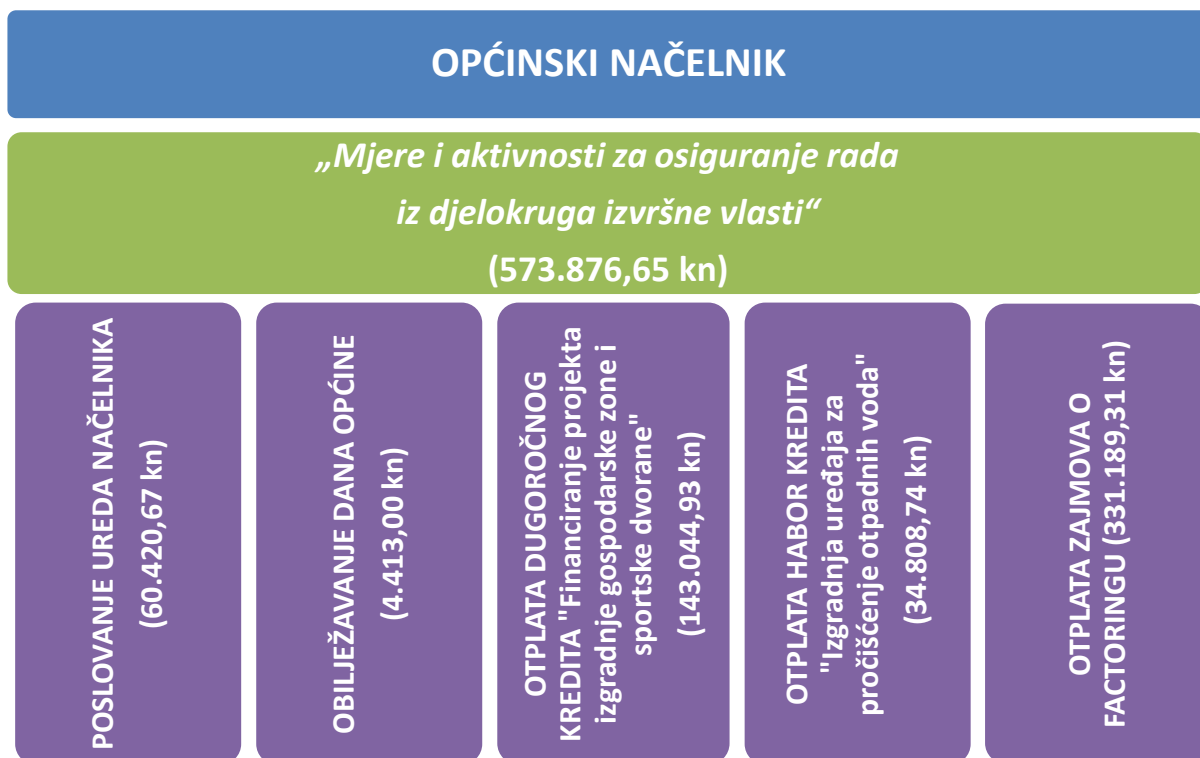 OPĆINSKI NAČELNIK
„Mjere i aktivnosti za osiguranje rada
iz djelokruga izvršne vlasti“
(573.876,65 kn)
POSLOVANJE UREDA NAČELNIKA
(60.420,67 kn)
OBILJEŽAVANJE DANA OPĆINE
(4.413,00 kn)
OTPLATA DUGOROČNOG
KREDITA "Financiranje projekta
izgradnje gospodarske zone i
sportske dvorane"
(143.044,93 kn)
OTPLATA HABOR KREDITA
"Izgradnja uređaja za
pročišćenje otpadnih voda"
(34.808,74 kn)
OTPLATA ZAJMOVA O
FACTORINGU (331.189,31 kn)